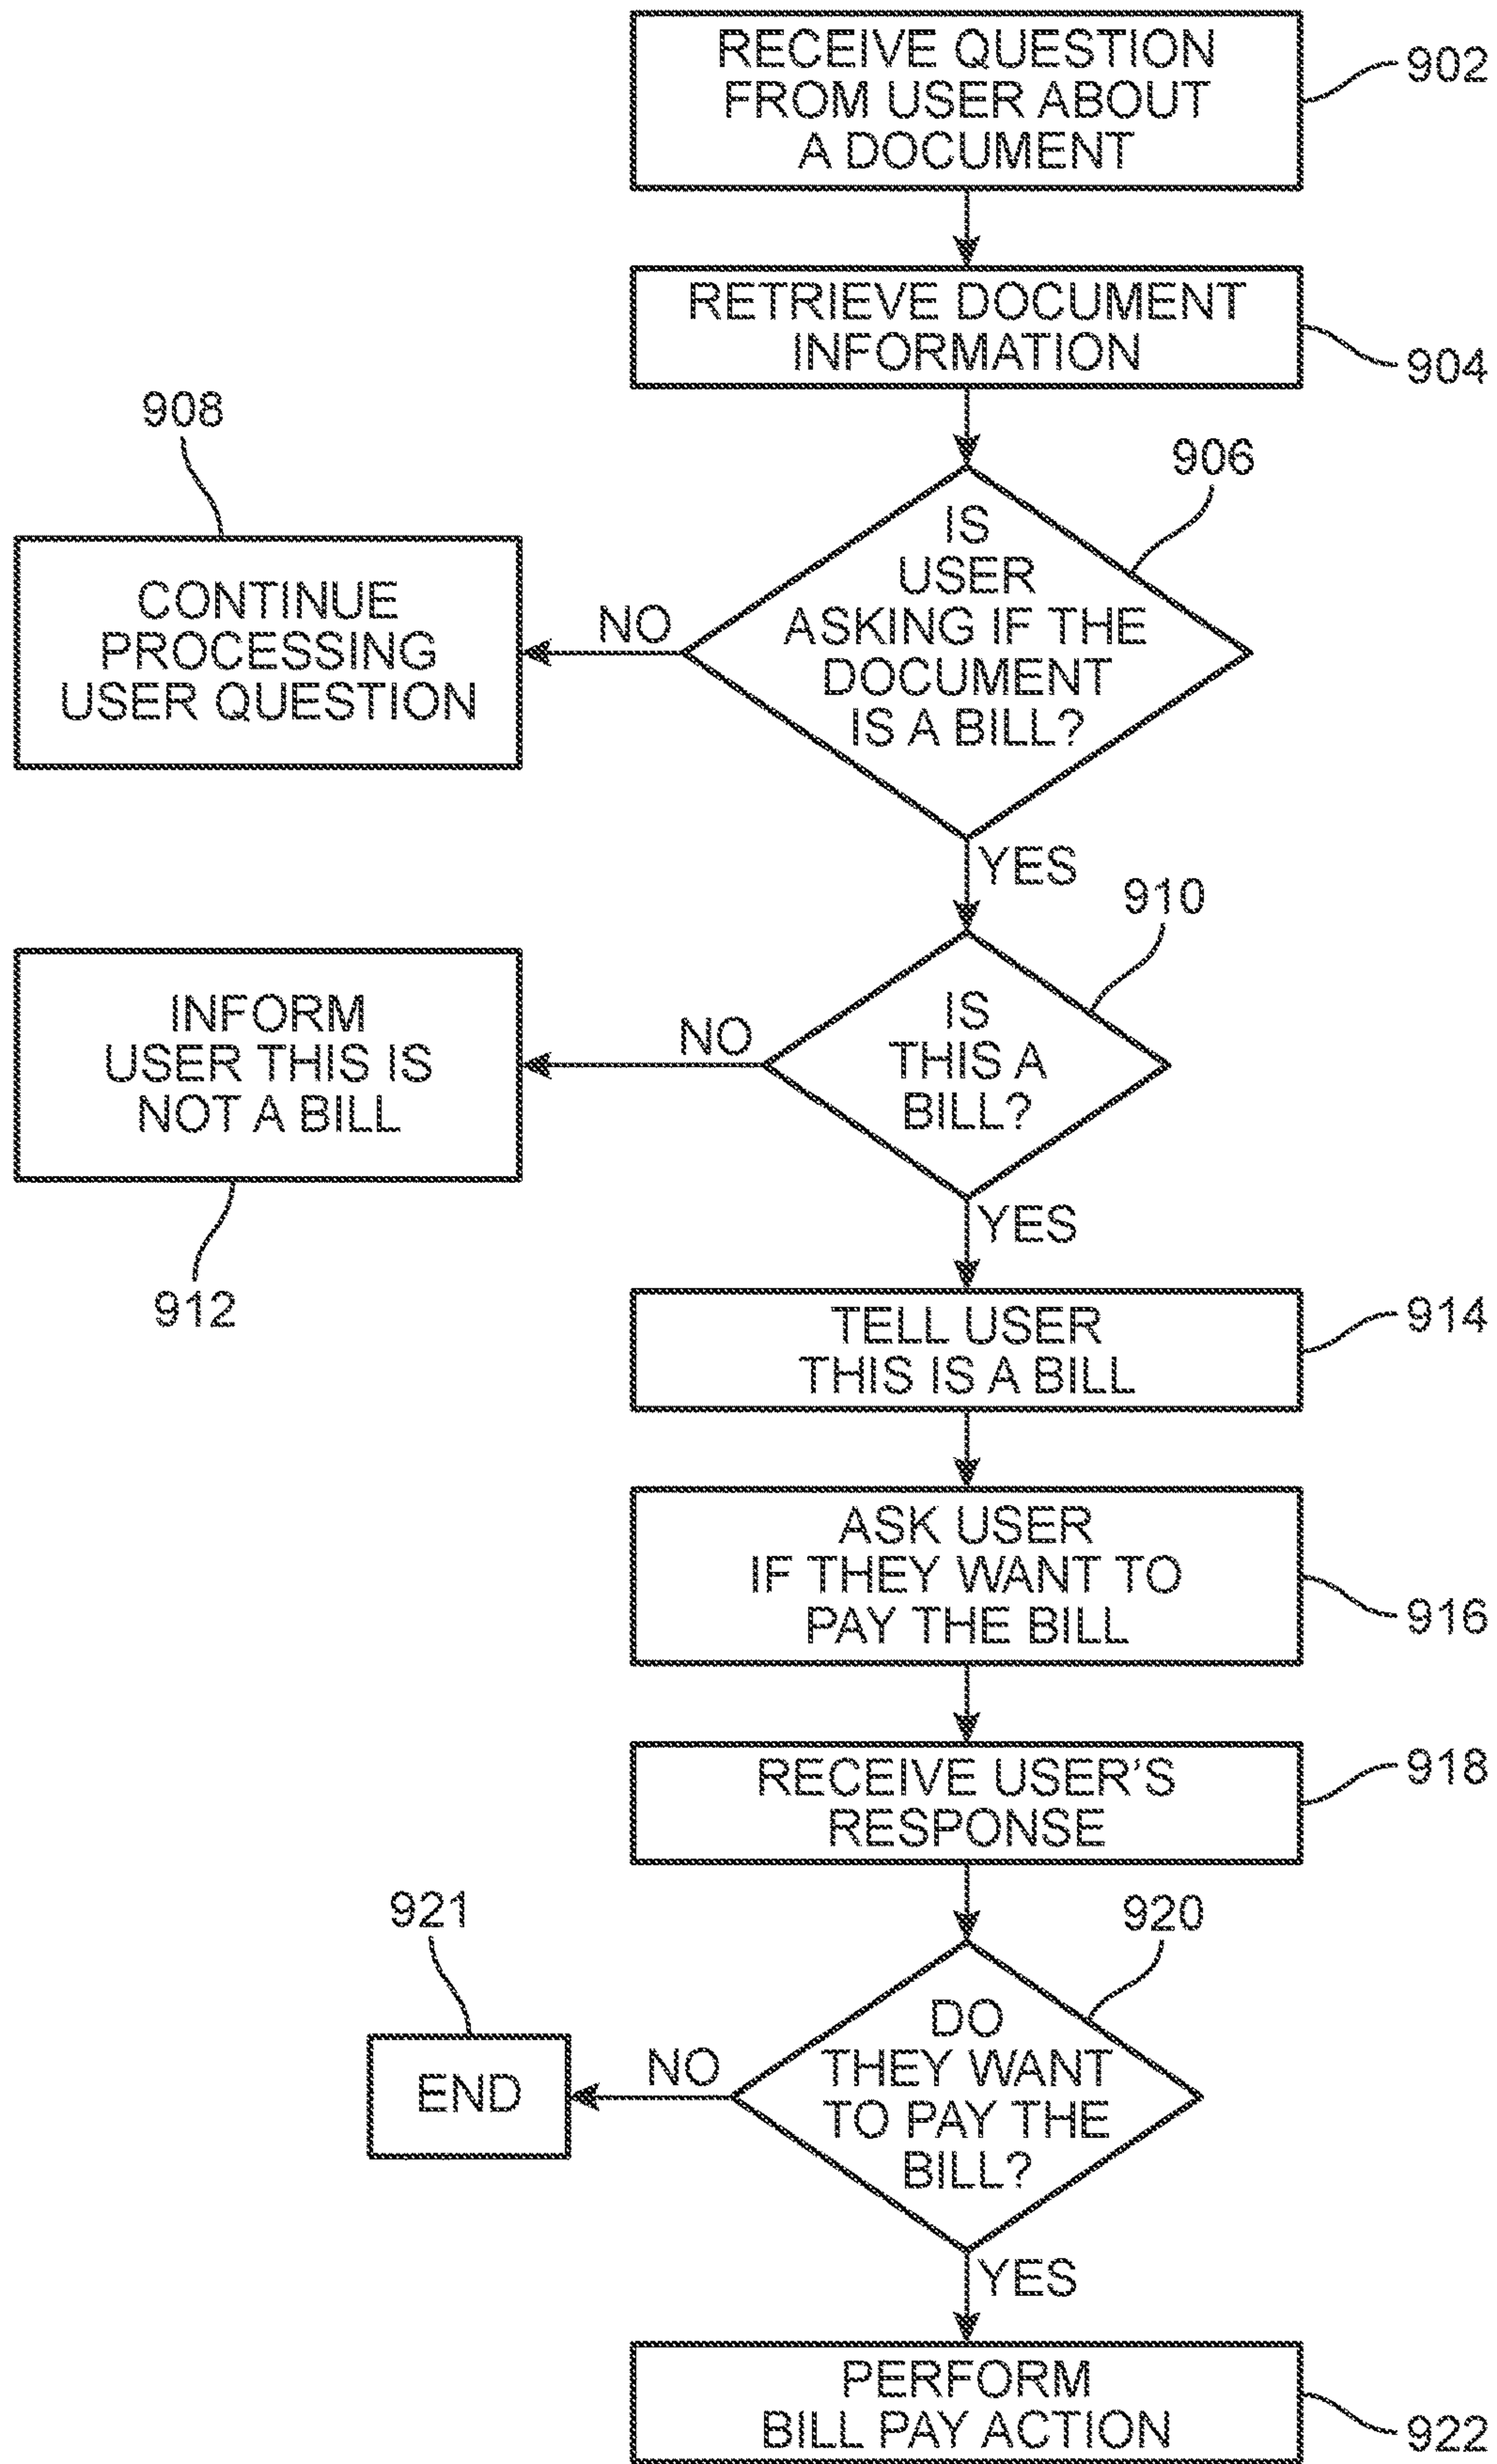 RECEIVE QUESTION
FROM USER ABOUT
A DOCUMENT
902
RETRIEVE DOCUMENT
INFORMATION
904
906
IS
USER
ASKING IF THE
DOCUMENT
IS A BILL?
NO
908
CONTINUE
PROCESSING
USER QUESTION
YES
910
IS
THIS A
BILL?
NO
INFORM
USER THIS IS
NOT A BILL
912
YES
TELL USER
THIS IS A BILL
914
ASK USER
IF THEY WANT TO
PAY THE BILL
916
RECEIVE USER'S
RESPONSE
918
920
DO
THEY WANT
TO PAY THE
BILL?
NO
921
END
YES
PERFORM
BILL PAY ACTION
922